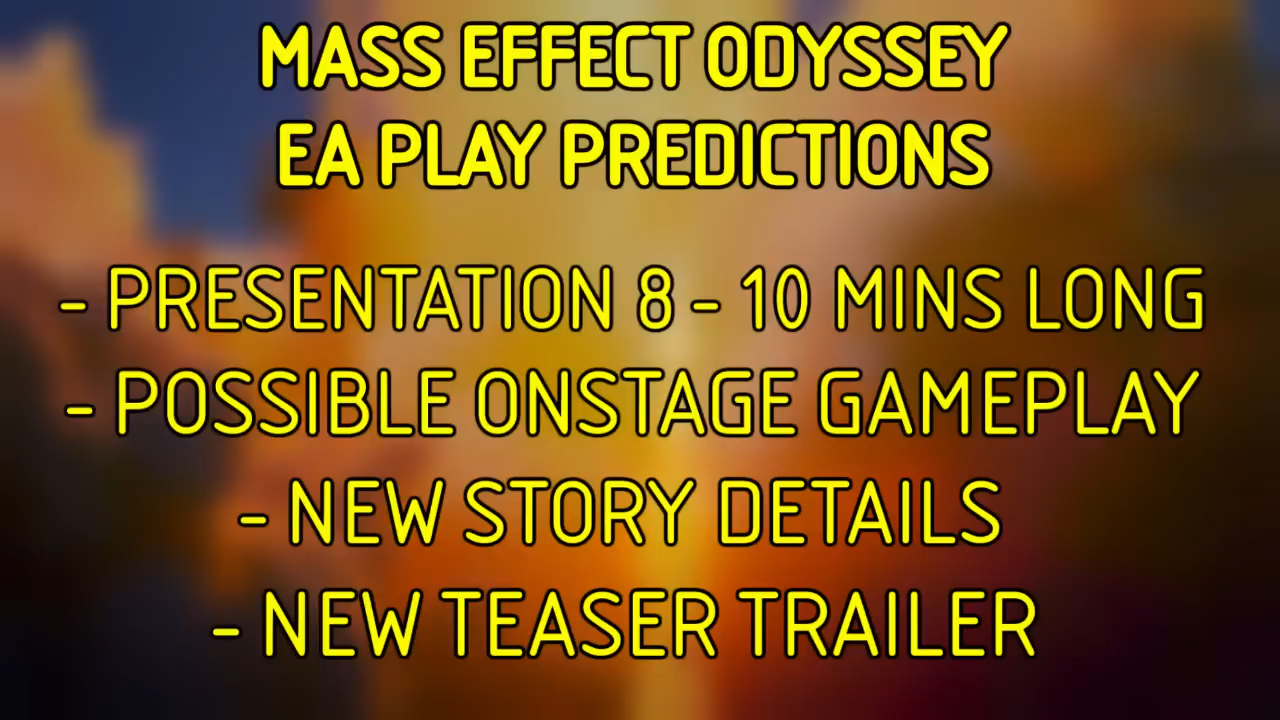 MASS EFFECT ODYSSEY
EA PLAY PREDICTIONS
- PRESENTATION 8 - 10 MINS LONG
- POSSIBLE ONSTAGE GAMEPLAY
- NEW STORY DETAILS
- NEW TEASER TRAILER